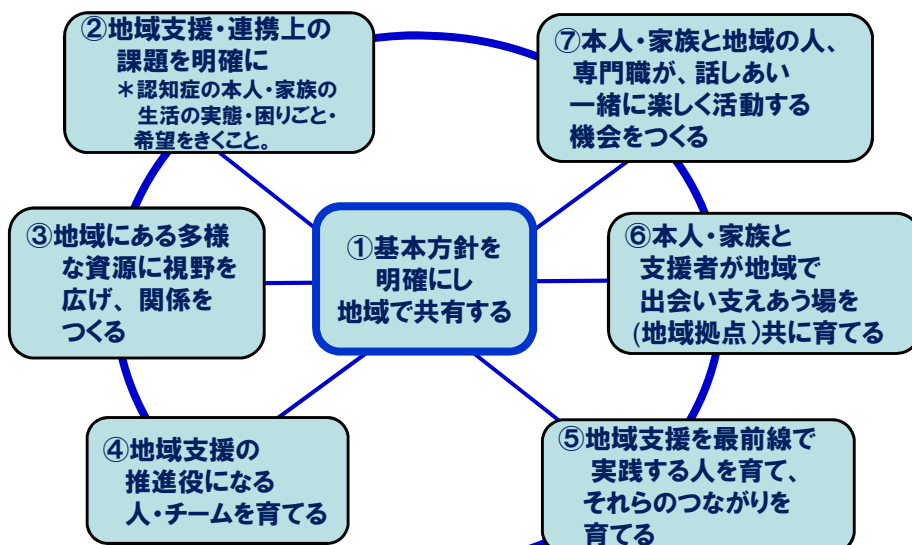 ①基本方針を
明確にし
地域で共有する
②地域支援・連携上の
課題を明確に
＊認知症の本人・家族の
生活の実態・困りごと・
希望をきくこと。
③地域にある多様
な資源に視野を
広げ、関係を
つくる
④地域支援の
推進役になる
人・チームを育てる
⑤地域支援を最前線で
実践する人を育て、
それらのつながりを
育てる
⑥本人・家族と
支援者が地域で
出会い支えあう場を
(地域拠点)共に育てる
⑦本人・家族と地域の人、
専門職が、話しあい
一緒に楽しく活動する
機会をつくる